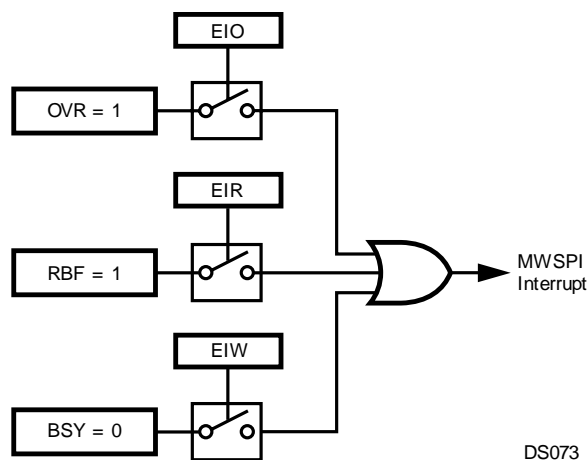 EIO
OVR = 1
EIR
RBF = 1
MWSPI
Interrupt
EIW
BSY = 0
DS073